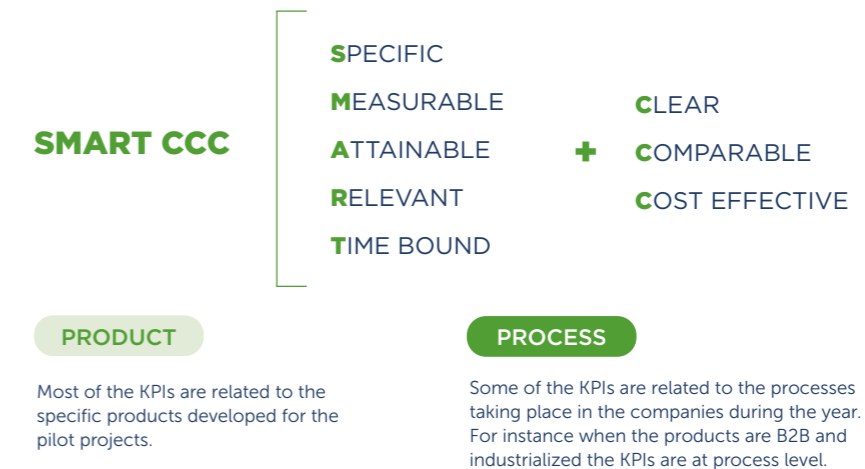 SMART CCC
SPECIFIC
MEASURABLE
ATTAINABLE
RELEVANT
TIME BOUND
+
CLEAR
COMPARABLE
COST EFFECTIVE
PRODUCT
Most of the KPIs are related to the
specific products developed for the
pilot projects.
PROCESS
Some of the KPIs are related to the processes
taking place in the companies during the year.
For instance when the products are B2B and
industrialized the KPIs are at process level.